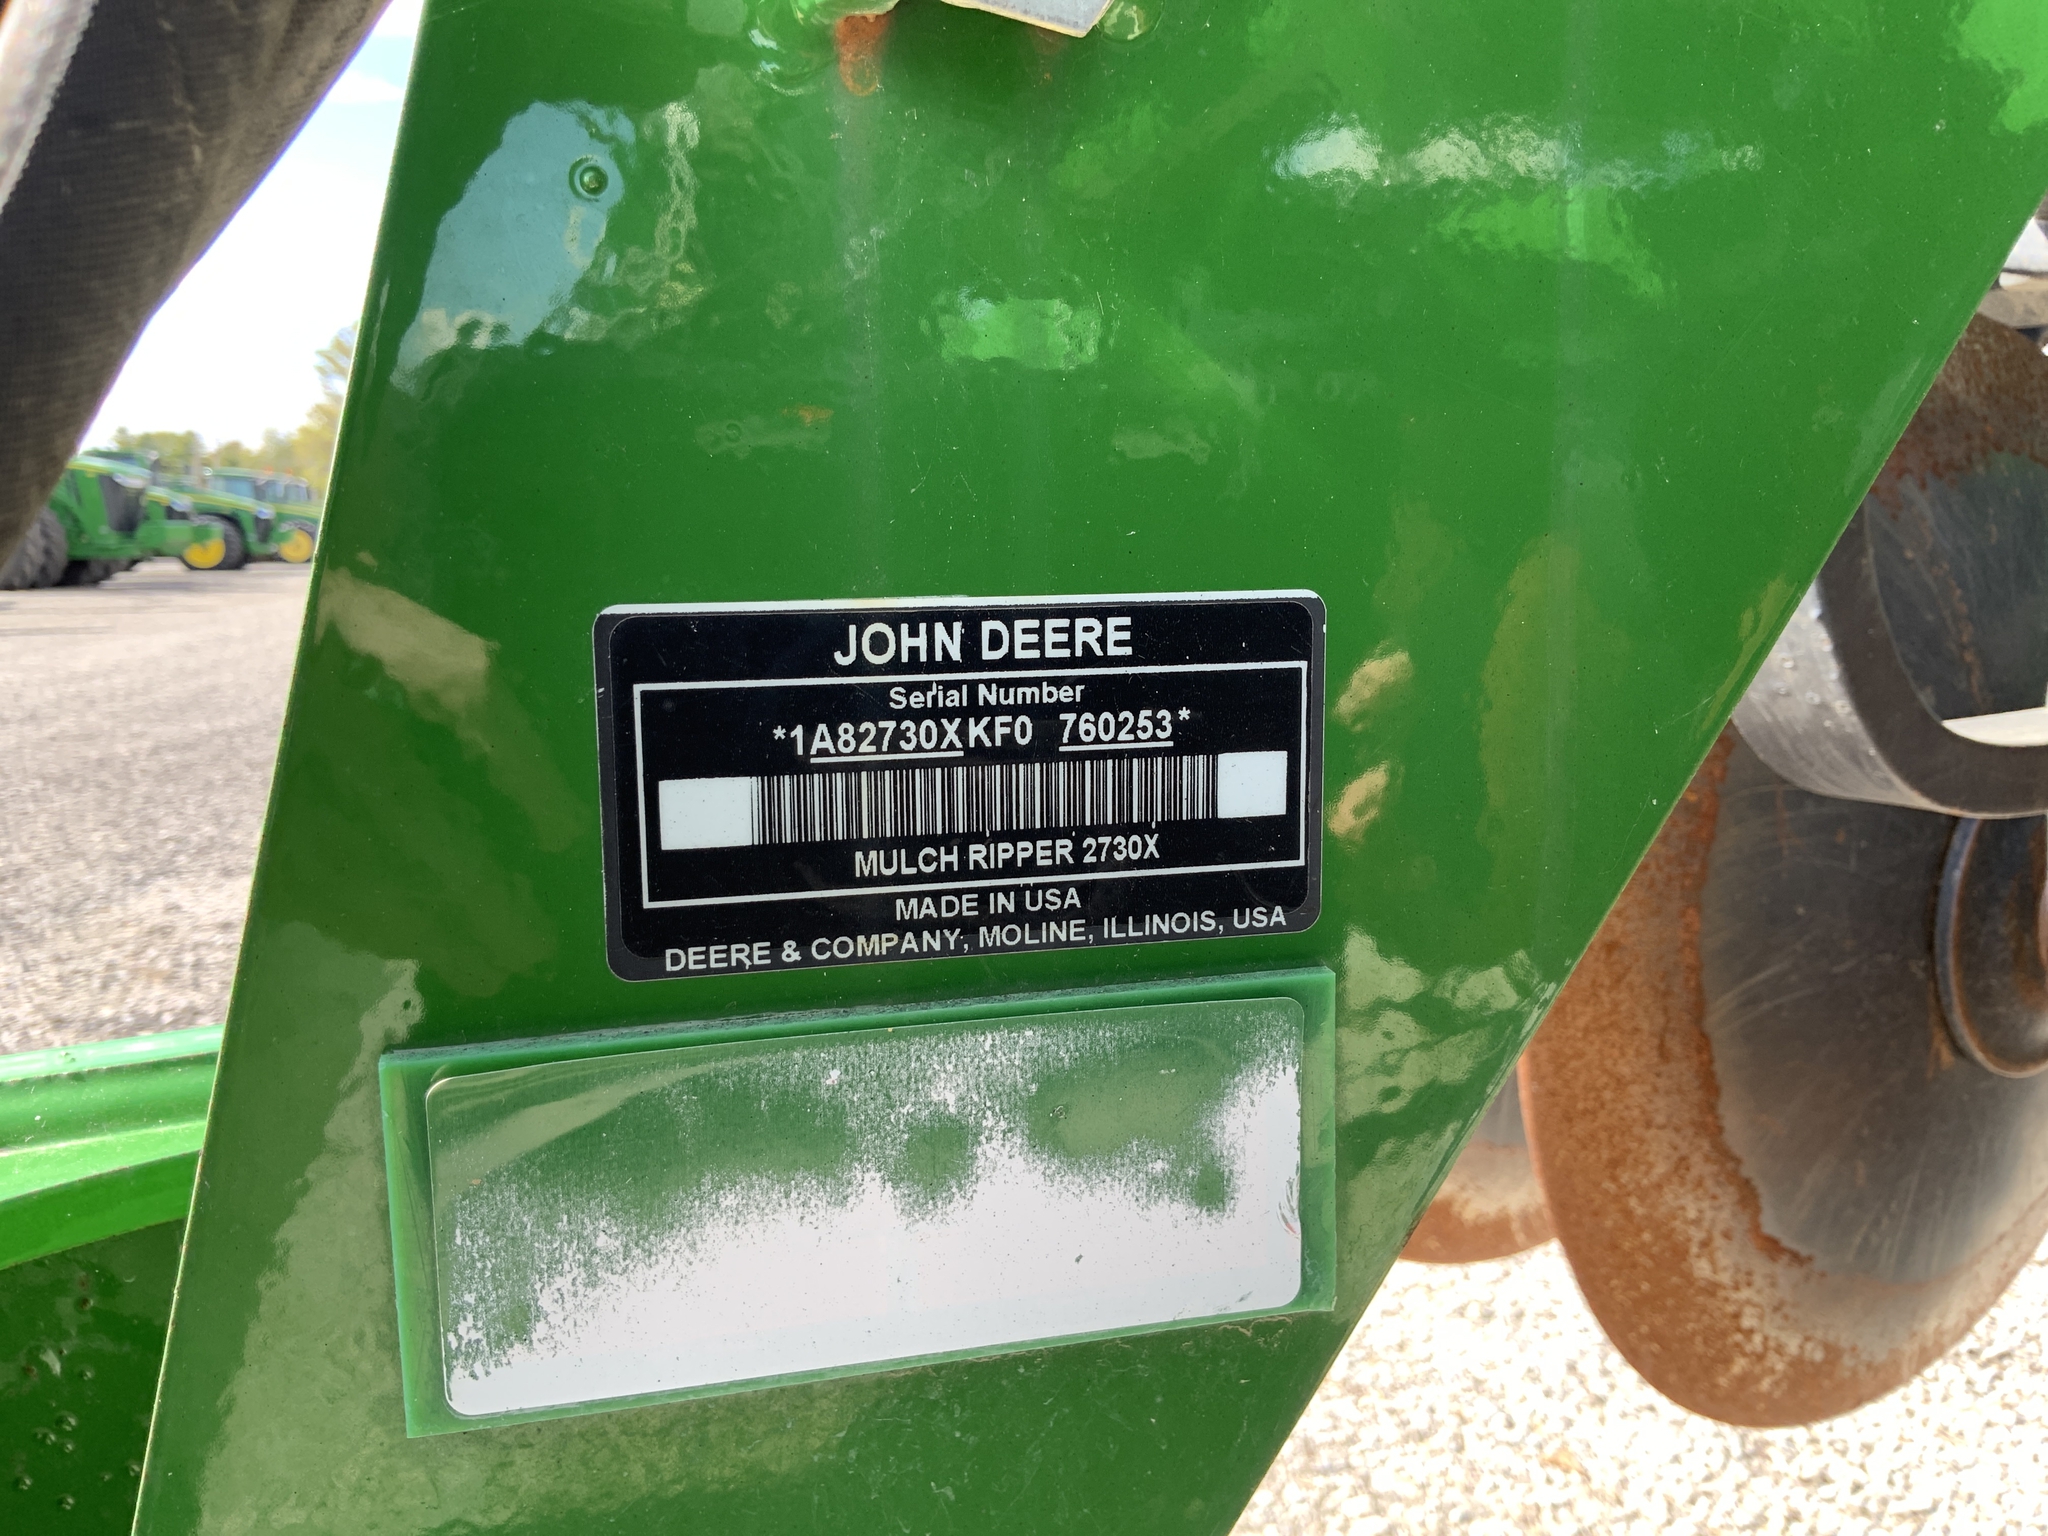 JOHN DEERE
Serial Number
*1A82730XKF0 760253*
MULCH RIPPER 2730X
MADE IN USA
DEERE & COMPANY, MOLINE, ILLINOIS, USA